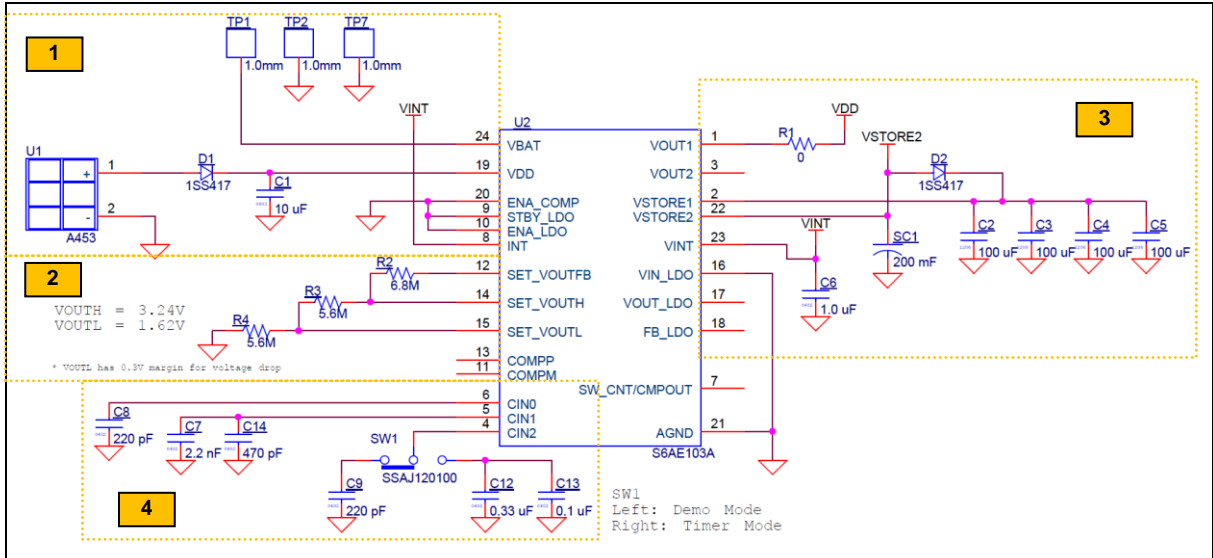 1
TP1
TP2
TP7
1.0mm
1.0mm
1.0mm
VINT
U1
1
+
2
-
A453
D1
1SS417
C1
10 uF
U2
24
VBAT
19
VDD
20
ENA_COMP
9
STBY_LDO
10
ENA_LDO
8
INT
12
SET_VOUTFB
14
SET_VOUTH
15
SET_VOUTL
13
COMPP
11
COMPM
6
CIN0
5
CIN1
4
CIN2
VOUT1
1
VOUT2
3
VSTORE1
2
VSTORE2
22
VINT
23
VIN_LDO
16
VOUT_LDO
17
FB_LDO
18
SW_CNT/CMPOUT
7
AGND
21
S6AE103A
2
VOUTH = 3.24V
VOUTL = 1.62V
R2
6.8M
R3
5.6M
R4
5.6M
* VOUTL has 0.3V margin for voltage drop
3
R1
0
VDD
VSTORE2
D2
1SS417
VINT
SC1
200 mF
C2
100 uF
C3
100 uF
C4
100 uF
C5
100 uF
C6
1.0 uF
4
C8
220 pF
C7
2.2 nF
C14
470 pF
SW1
SSAJ120100
C9
220 pF
C12
0.33 uF
C13
0.1 uF
SW1
Left: Demo Mode
Right: Timer Mode